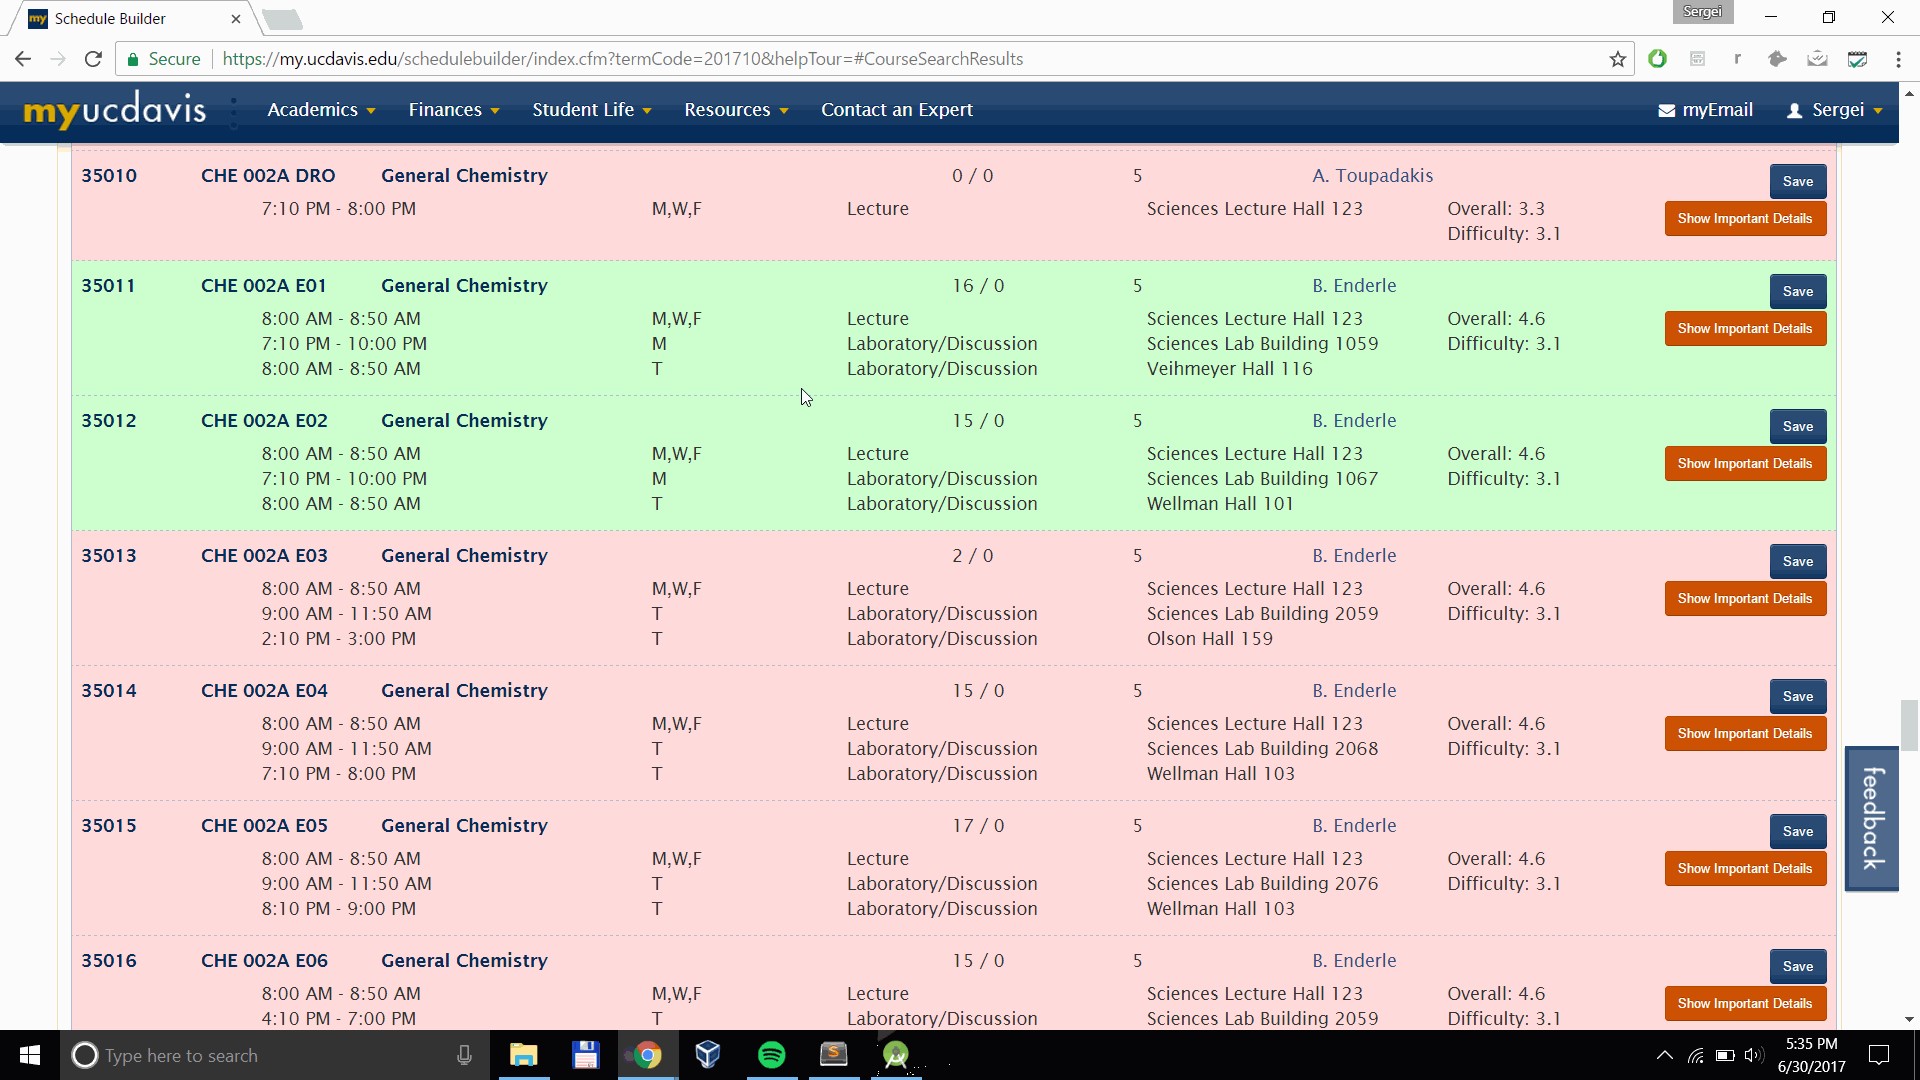 my Schedule Builder
Sergei
Secure https://my.ucdavis.edu/schedulebuilder/index.cfm?termCode=201710&helpTour=#CourseSearchResults
r
myucdavis Academics Finances Student Life Resources Contact an Expert myEmail Sergei
35010 CHE 002A DRO General Chemistry 0 / 0 5 A. Toupadakis Save
7:10 PM - 8:00 PM M,W,F Lecture Sciences Lecture Hall 123 Overall: 3.3 Show Important Details
Difficulty: 3.1
35011 CHE 002A E01 General Chemistry 16 / 0 5 B. Enderle Save
8:00 AM - 8:50 AM M,W,F Lecture Sciences Lecture Hall 123 Overall: 4.6 Show Important Details
7:10 PM - 10:00 PM M Laboratory/Discussion Sciences Lab Building 1059 Difficulty: 3.1
8:00 AM - 8:50 AM T Laboratory/Discussion Veihmeyer Hall 116
35012 CHE 002A E02 General Chemistry 15 / 0 5 B. Enderle Save
8:00 AM - 8:50 AM M,W,F Lecture Sciences Lecture Hall 123 Overall: 4.6 Show Important Details
7:10 PM - 10:00 PM M Laboratory/Discussion Sciences Lab Building 1067 Difficulty: 3.1
8:00 AM - 8:50 AM T Laboratory/Discussion Wellman Hall 101
35013 CHE 002A E03 General Chemistry 2 / 0 5 B. Enderle Save
8:00 AM - 8:50 AM M,W,F Lecture Sciences Lecture Hall 123 Overall: 4.6 Show Important Details
9:00 AM - 11:50 AM T Laboratory/Discussion Sciences Lab Building 2059 Difficulty: 3.1
2:10 PM - 3:00 PM T Laboratory/Discussion Olson Hall 159
35014 CHE 002A E04 General Chemistry 15 / 0 5 B. Enderle Save
8:00 AM - 8:50 AM M,W,F Lecture Sciences Lecture Hall 123 Overall: 4.6 Show Important Details
9:00 AM - 11:50 AM T Laboratory/Discussion Sciences Lab Building 2068 Difficulty: 3.1
7:10 PM - 8:00 PM T Laboratory/Discussion Wellman Hall 103
35015 CHE 002A E05 General Chemistry 17 / 0 5 B. Enderle Save
8:00 AM - 8:50 AM M,W,F Lecture Sciences Lecture Hall 123 Overall: 4.6 Show Important Details
9:00 AM - 11:50 AM T Laboratory/Discussion Sciences Lab Building 2076 Difficulty: 3.1
8:10 PM - 9:00 PM T Laboratory/Discussion Wellman Hall 103
35016 CHE 002A E06 General Chemistry 15 / 0 5 B. Enderle Save
8:00 AM - 8:50 AM M,W,F Lecture Sciences Lecture Hall 123 Overall: 4.6 Show Important Details
4:10 PM - 7:00 PM T Laboratory/Discussion Sciences Lab Building 2059 Difficulty: 3.1
feedback
Type here to search
5:35 PM
6/30/2017